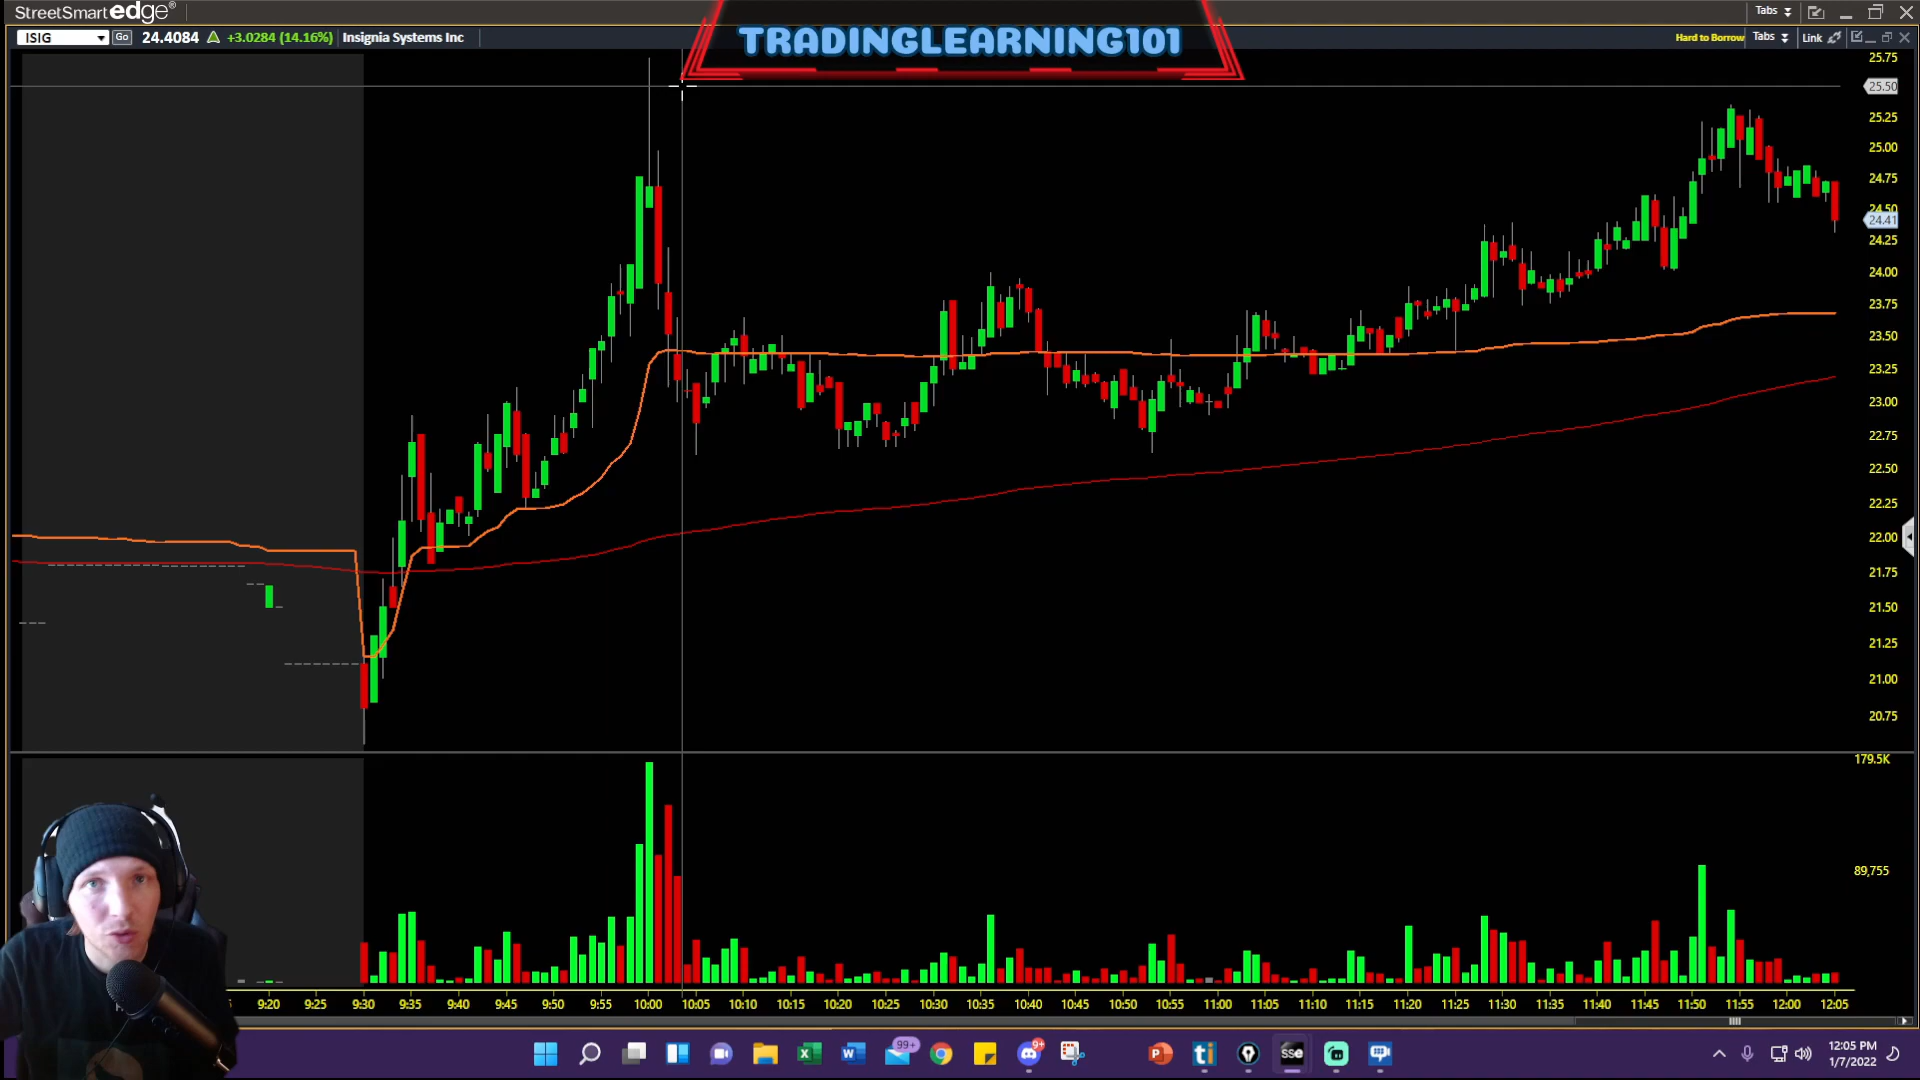 StreetSmart edge®
Tabs
ISIG Go 24.4084 +3.0284 (14.16%) Insignia Systems Inc
TRADINGLEARNING101
Hard to Borrow Tabs Link
25.75
25.50
25.25
25.00
24.75
24.50
24.41
24.25
24.00
23.75
23.50
23.25
23.00
22.75
22.50
22.25
22.00
21.75
21.50
21.25
21.00
20.75
179.5K
89,755
9:20 9:25 9:30 9:35 9:40 9:45 9:50 9:55 10:00 10:05 10:10 10:15 10:20 10:25 10:30 10:35 10:40 10:45 10:50 10:55 11:00 11:05 11:10 11:15 11:20 11:25 11:30 11:35 11:40 11:45 11:50 11:55 12:00 12:05
99+
9+
sse
12:05 PM
1/7/2022